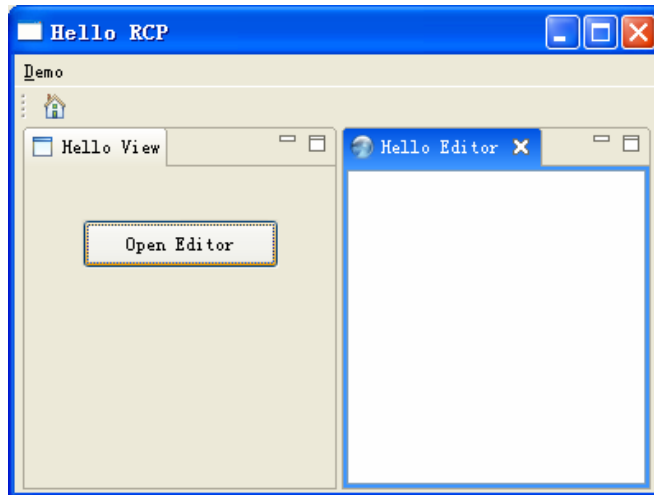 Hello RCP
Demo
Hello View
Hello Editor
Open Editor